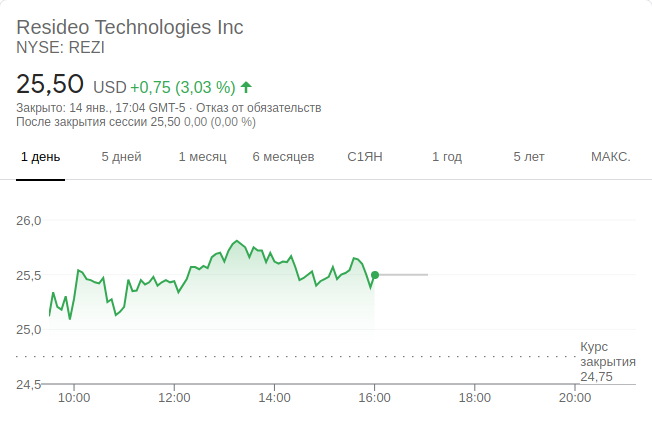 Resideo Technologies Inc
NYSE: REZI
25,50 USD +0,75 (3,03 %)
Закрыто: 14 янв., 17:04 GMT-5 · Отказ от обязательств
После закрытия сессии 25,50 0,00 (0,00 %)
1 день 5 дней 1 месяц 6 месяцев С1ЯН 1 год 5 лет МАКС.
26,0
25,5
25,0
Курс
закрытия
24,75
24,5
10:00 12:00 14:00 16:00 18:00 20:00